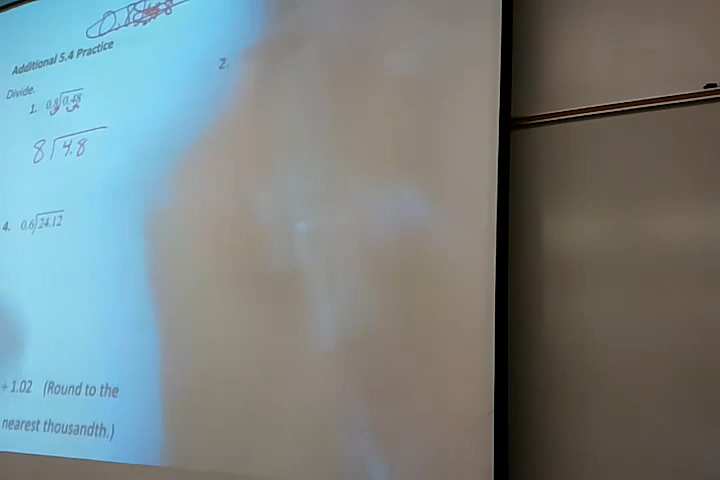 Additional 5.4 Practice
Divide.
1. 0.8)0.48
2.
8)4.8
4. 0.6)24.12
÷ 1.02 (Round to the
nearest thousandth.)